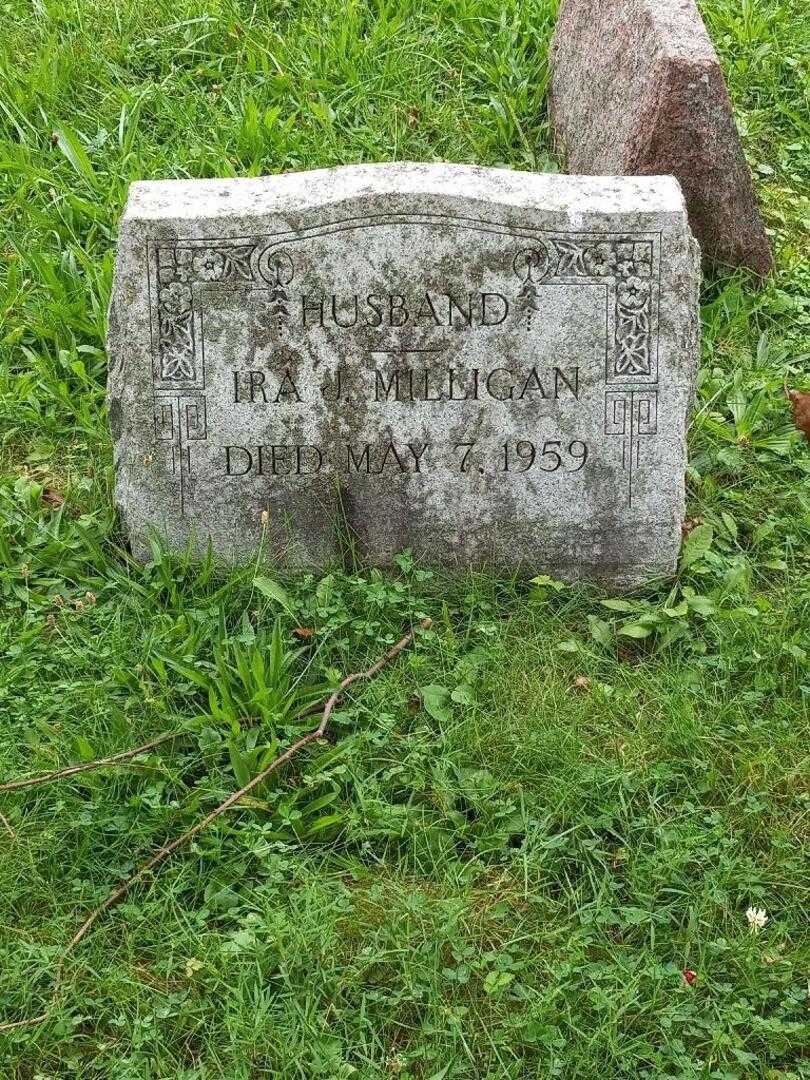 HUSBAND
IRA J. MILLIGAN
DIED MAY 7, 1959